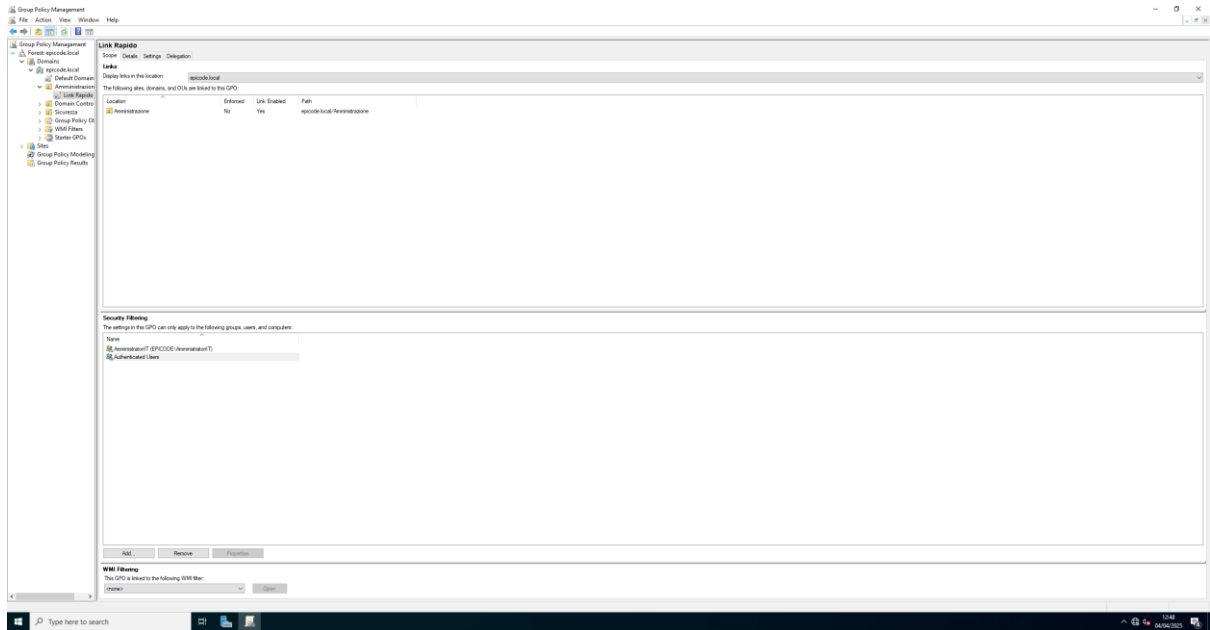 Group Policy Management
File Action View Window Help
Group Policy Management
Forest: epicode.local
Domains
epicode.local
Default Domain
Amministrazion
Link Rapido
Domain Contro
Sicurezza
Group Policy Ob
WMI Filters
Starter GPOs
Sites
Group Policy Modeling
Group Policy Results
Link Rapido
Scope Details Settings Delegation
Links
Display links in this location: epicode.local
The following sites, domains, and OUs are linked to this GPO:
Location Enforced Link Enabled Path
Amministrazione No Yes epicode.local/Amministrazione
Security Filtering
The settings in this GPO can only apply to the following groups, users, and computers:
Name
AmministratoriIT (EPICODE\AmministratoriIT)
Authenticated Users
Add... Remove Properties
WMI Filtering
This GPO is linked to the following WMI filter:
<none> Open
Type here to search
12:48
04/04/2025